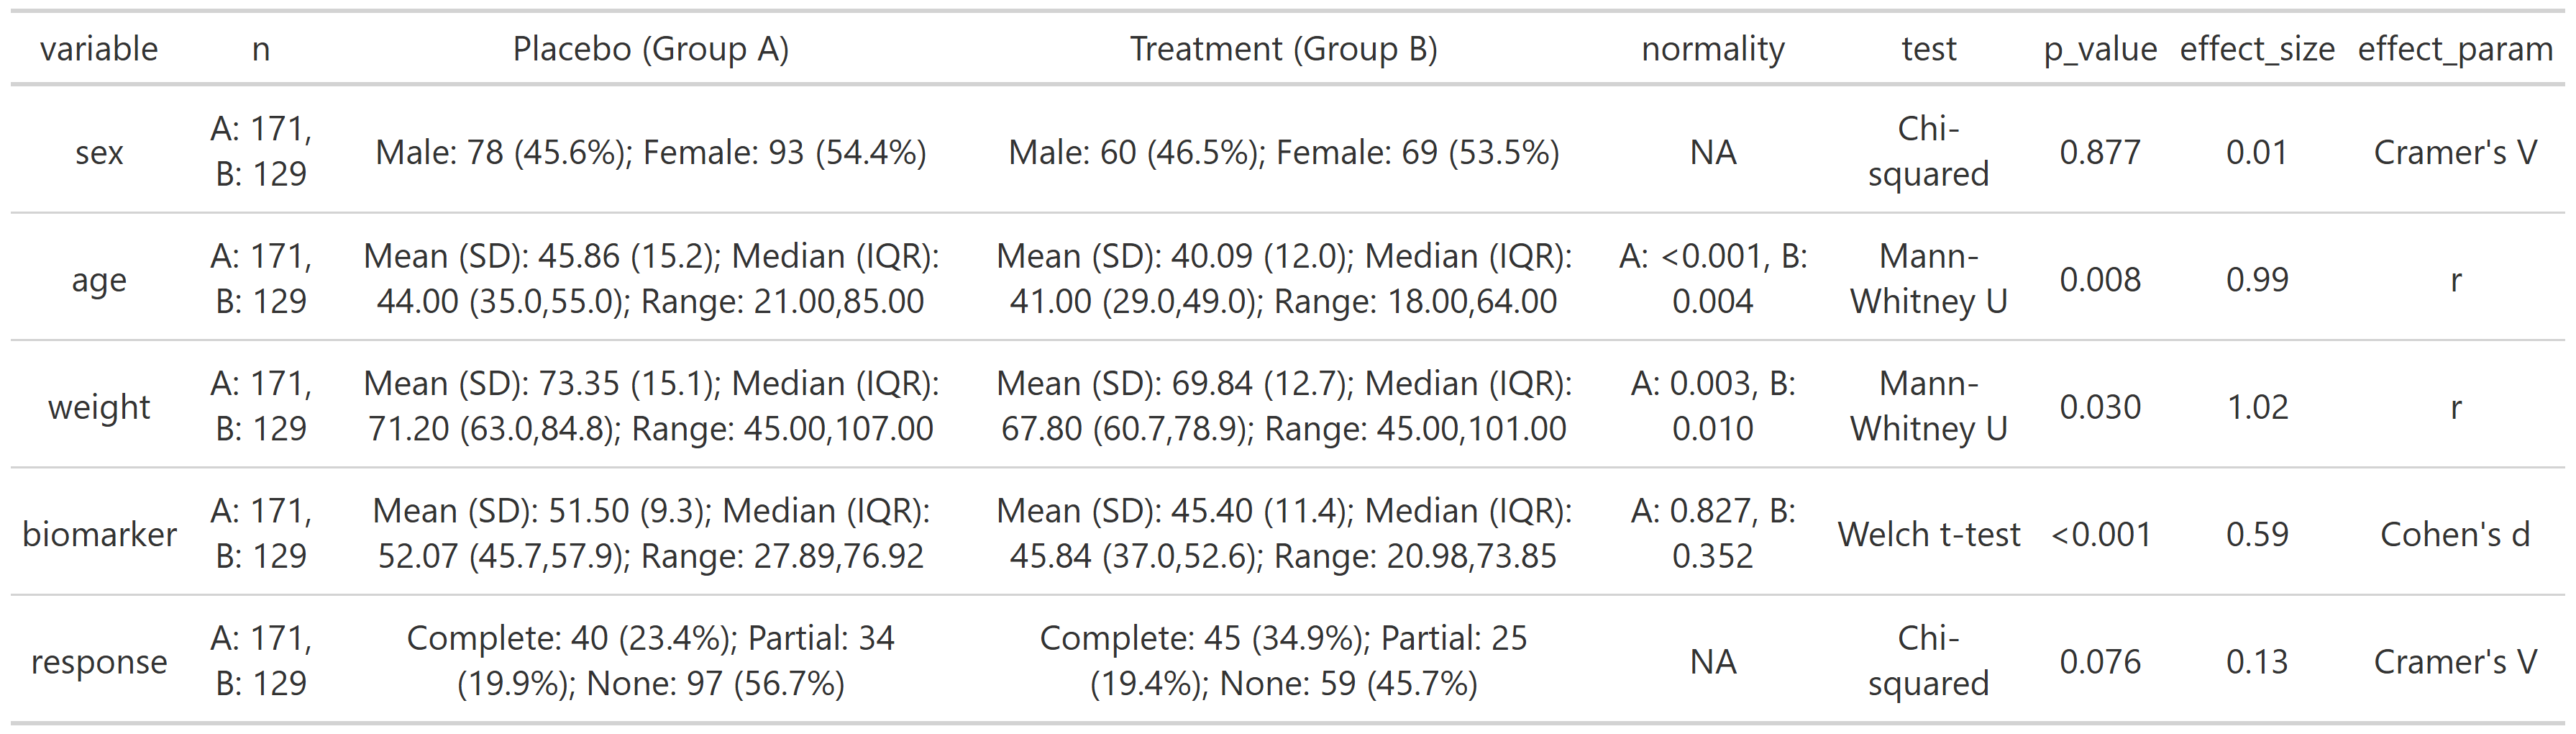 variable n Placebo (Group A) Treatment (Group B) normality test p_value effect_size effect_param
sex A: 171, B: 129 Male: 78 (45.6%); Female: 93 (54.4%) Male: 60 (46.5%); Female: 69 (53.5%) NA Chi-squared 0.877 0.01 Cramer's V
age A: 171, B: 129 Mean (SD): 45.86 (15.2); Median (IQR): 44.00 (35.0,55.0); Range: 21.00,85.00 Mean (SD): 40.09 (12.0); Median (IQR): 41.00 (29.0,49.0); Range: 18.00,64.00 A: <0.001, B: 0.004 Mann-Whitney U 0.008 0.99 r
weight A: 171, B: 129 Mean (SD): 73.35 (15.1); Median (IQR): 71.20 (63.0,84.8); Range: 45.00,107.00 Mean (SD): 69.84 (12.7); Median (IQR): 67.80 (60.7,78.9); Range: 45.00,101.00 A: 0.003, B: 0.010 Mann-Whitney U 0.030 1.02 r
biomarker A: 171, B: 129 Mean (SD): 51.50 (9.3); Median (IQR): 52.07 (45.7,57.9); Range: 27.89,76.92 Mean (SD): 45.40 (11.4); Median (IQR): 45.84 (37.0,52.6); Range: 20.98,73.85 A: 0.827, B: 0.352 Welch t-test <0.001 0.59 Cohen's d
response A: 171, B: 129 Complete: 40 (23.4%); Partial: 34 (19.9%); None: 97 (56.7%) Complete: 45 (34.9%); Partial: 25 (19.4%); None: 59 (45.7%) NA Chi-squared 0.076 0.13 Cramer's V